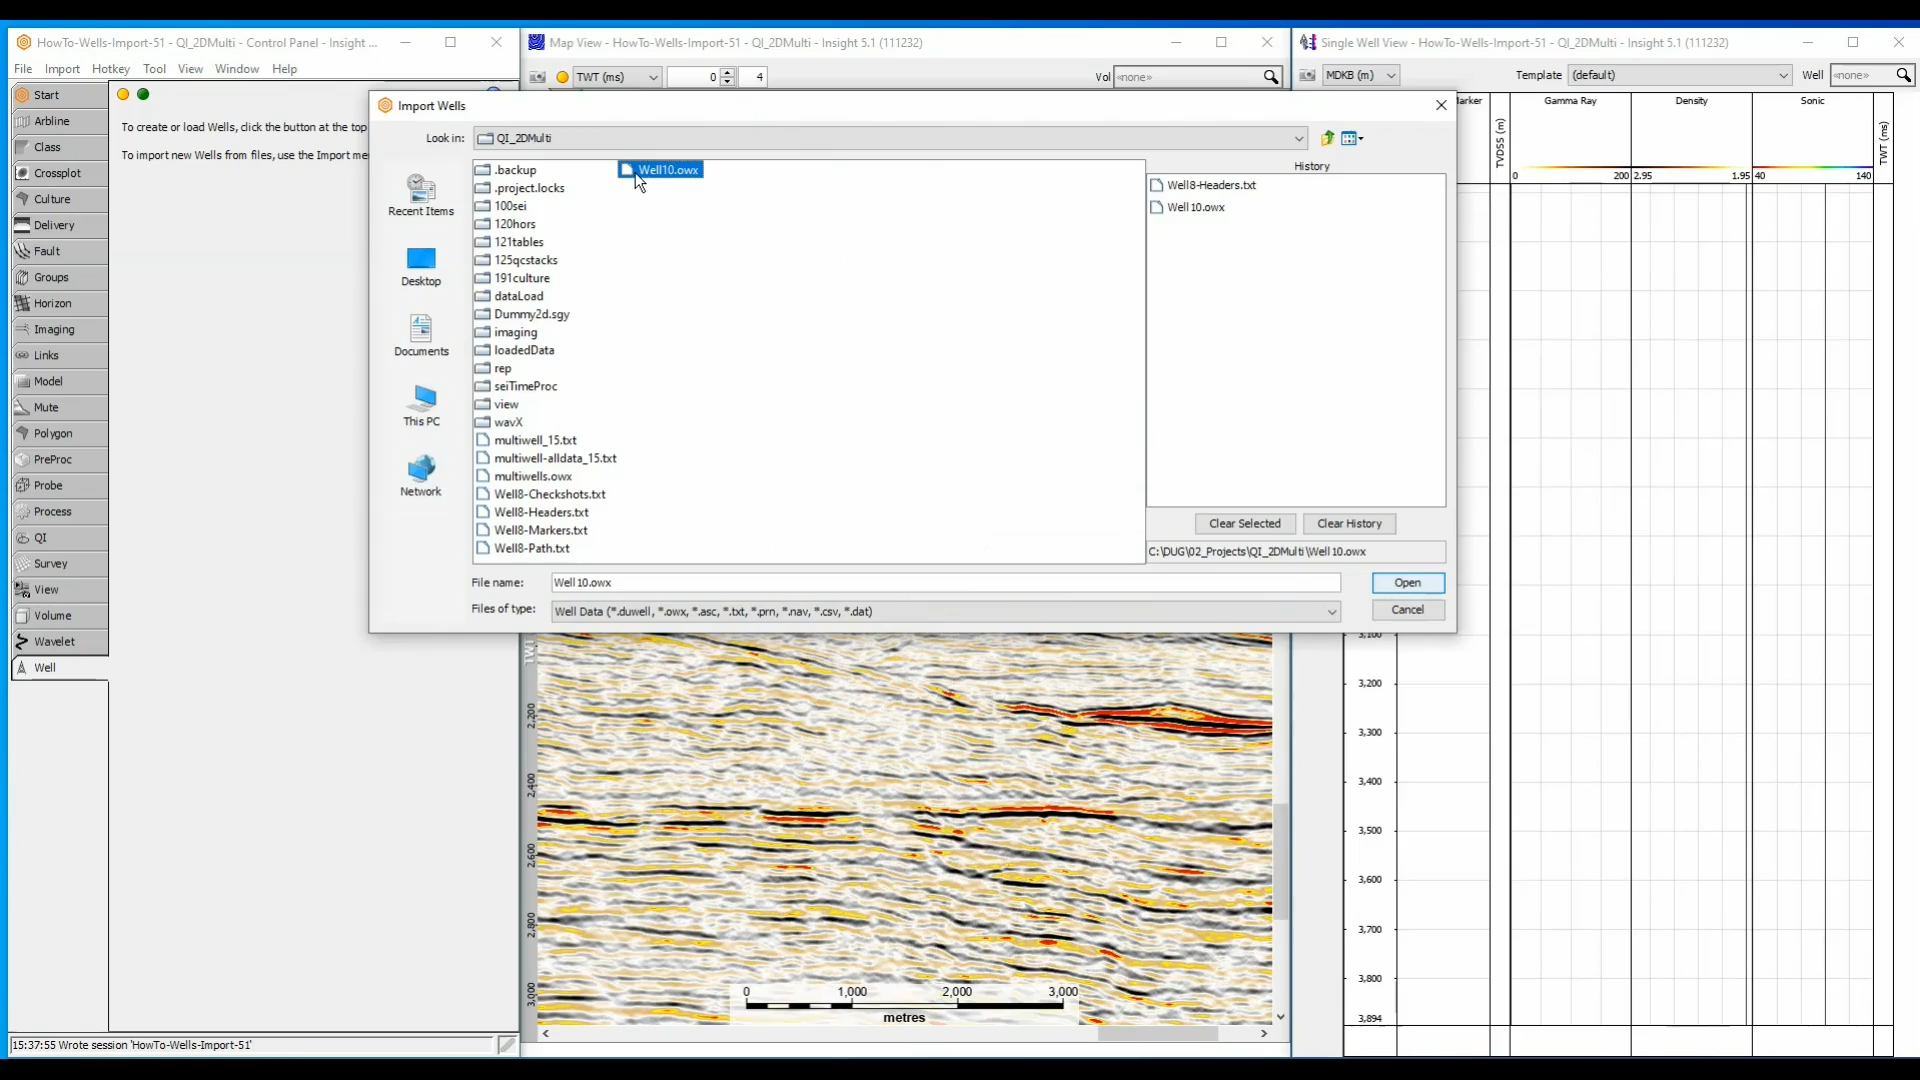 HowTo-Wells-Import-51 - QI_2DMulti - Control Panel - Insight ...
File Import Hotkey Tool View Window Help
Start
Arbline
Class
Crossplot
Culture
Delivery
Fault
Groups
Horizon
Imaging
Links
Model
Mute
Polygon
PreProc
Probe
Process
QI
Survey
View
Volume
Wavelet
Well
To create or load Wells, click the button at the top
To import new Wells from files, use the Import me
15:37:55 Wrote session 'HowTo-Wells-Import-51'
Map View - HowTo-Wells-Import-51 - QI_2DMulti - Insight 5.1 (111232)
TWT (ms) 0 4 Vol «none»
Import Wells
Look in: QI_2DMulti
Recent Items
Desktop
Documents
This PC
Network
.backup
.project.locks
100sei
120hors
121tables
125qcstacks
191culture
dataLoad
Dummy2d.sgy
imaging
loadedData
rep
seiTimeProc
view
wavX
multiwell_15.txt
multiwell-alldata_15.txt
multiwells.owx
Well8-Checkshots.txt
Well8-Headers.txt
Well8-Markers.txt
Well8-Path.txt
Well10.owx
History
Well8-Headers.txt
Well10.owx
Clear Selected Clear History
C:\DUG\02_Projects\QI_2DMulti\Well10.owx
File name: Well10.owx Open
Files of type: Well Data (*.duwell, *.owx, *.asc, *.txt, *.prn, *.nav, *.csv, *.dat) Cancel
2,200
2,400
2,600
2,800
3,000
0 1,000 2,000 3,000
metres
Single Well View - HowTo-Wells-Import-51 - QI_2DMulti - Insight 5.1 (111232)
MDKB (m) Template (default) Well «none»
arker TVDSS (m) Gamma Ray Density Sonic TWT (ms)
0 200 2.95 1.95 40 140
3,100
3,200
3,300
3,400
3,500
3,600
3,700
3,800
3,894